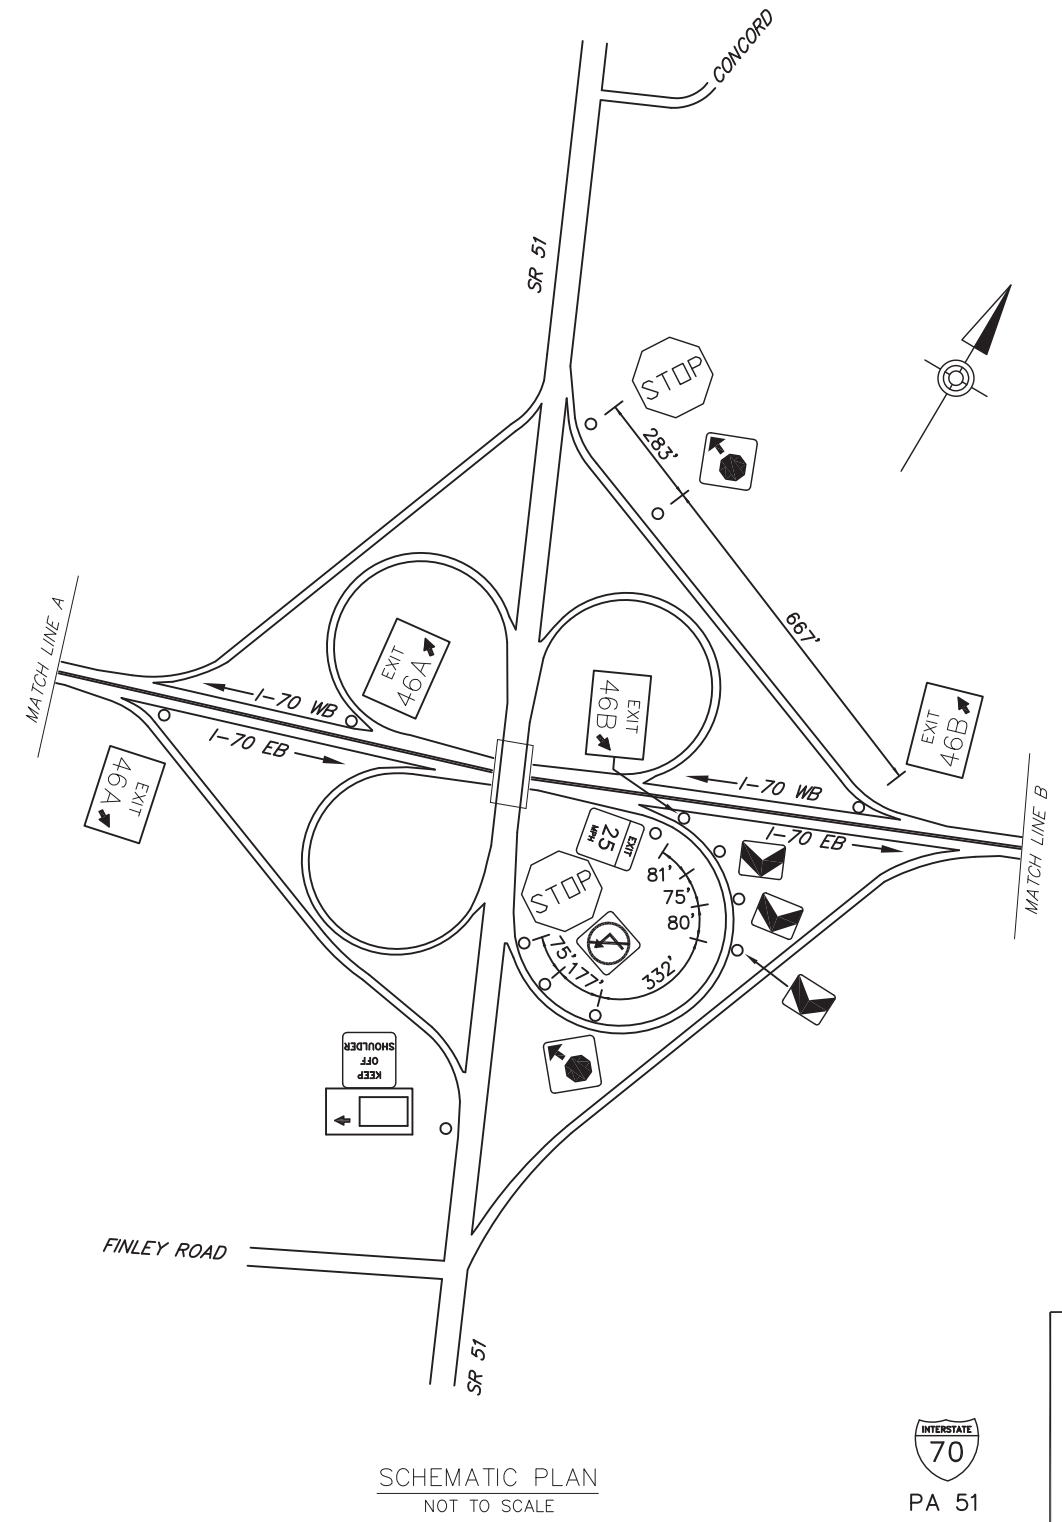 CONCORD
SR 51
STOP
283'
667'
MATCH LINE A
EXIT
46A
I-70 WB
I-70 EB
EXIT
46B
EXIT
46B
I-70 WB
I-70 EB
MATCH LINE B
EXIT
46A
EXIT
25
MPH
STOP
81'
75'
80'
332'
177'
75'
KEEP
OFF
SHOULDER
FINLEY ROAD
SR 51
SCHEMATIC PLAN
NOT TO SCALE
INTERSTATE
70
PA 51